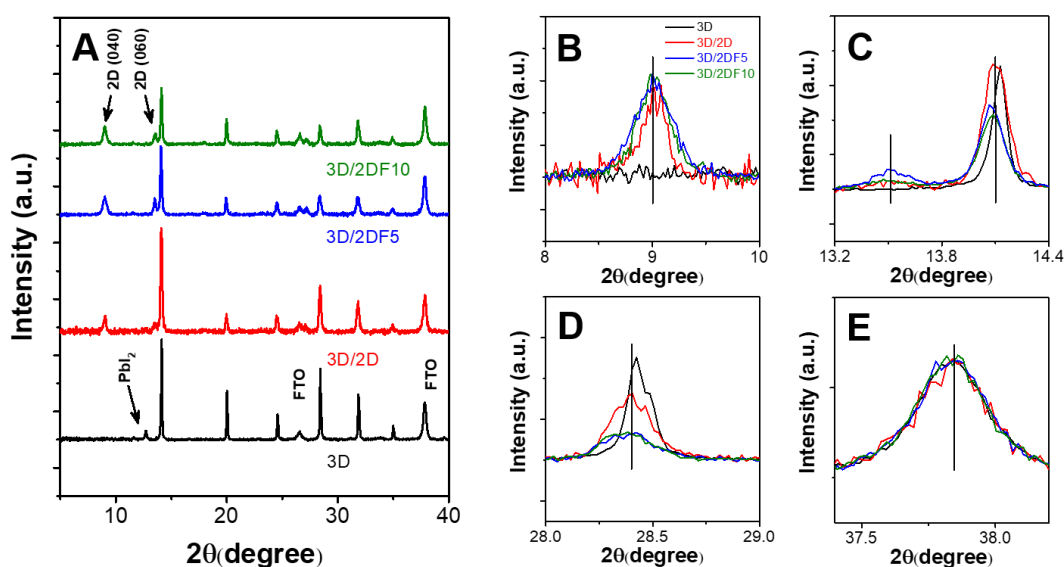 A
2D (040)
2D (060)
3D/2DF10
3D/2DF5
3D/2D
PbI₂
FTO
FTO
3D
10
20
30
40
2θ(degree)
Intensity (a.u.)
B
3D
3D/2D
3D/2DF5
3D/2DF10
8
9
10
2θ(degree)
Intensity (a.u.)
C
13.2
13.8
14.4
2θ(degree)
Intensity (a.u.)
D
28.0
28.5
29.0
2θ(degree)
Intensity (a.u.)
E
37.5
38.0
2θ(degree)
Intensity (a.u.)